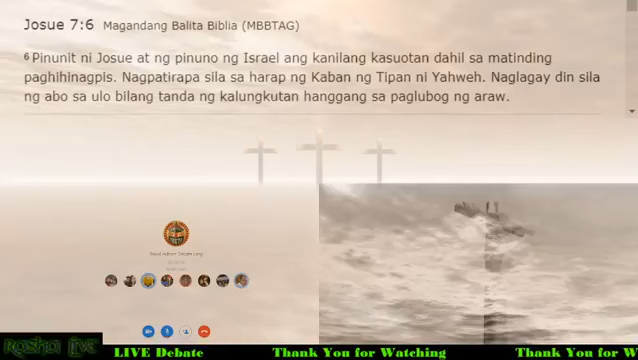 Josue 7:6 Magandang Balita Biblia (MBBTAG)
6 Pinunit ni Josue at ng pinuno ng Israel ang kanilang kasuotan dahil sa matinding
paghihinagpis. Nagpatirapa sila sa harap ng Kaban ng Tipan ni Yahweh. Naglagay din sila
ng abo sa ulo bilang tanda ng kalungkutan hanggang sa paglubog ng araw.
LIVE Debate Thank You for Watching Thank You for W